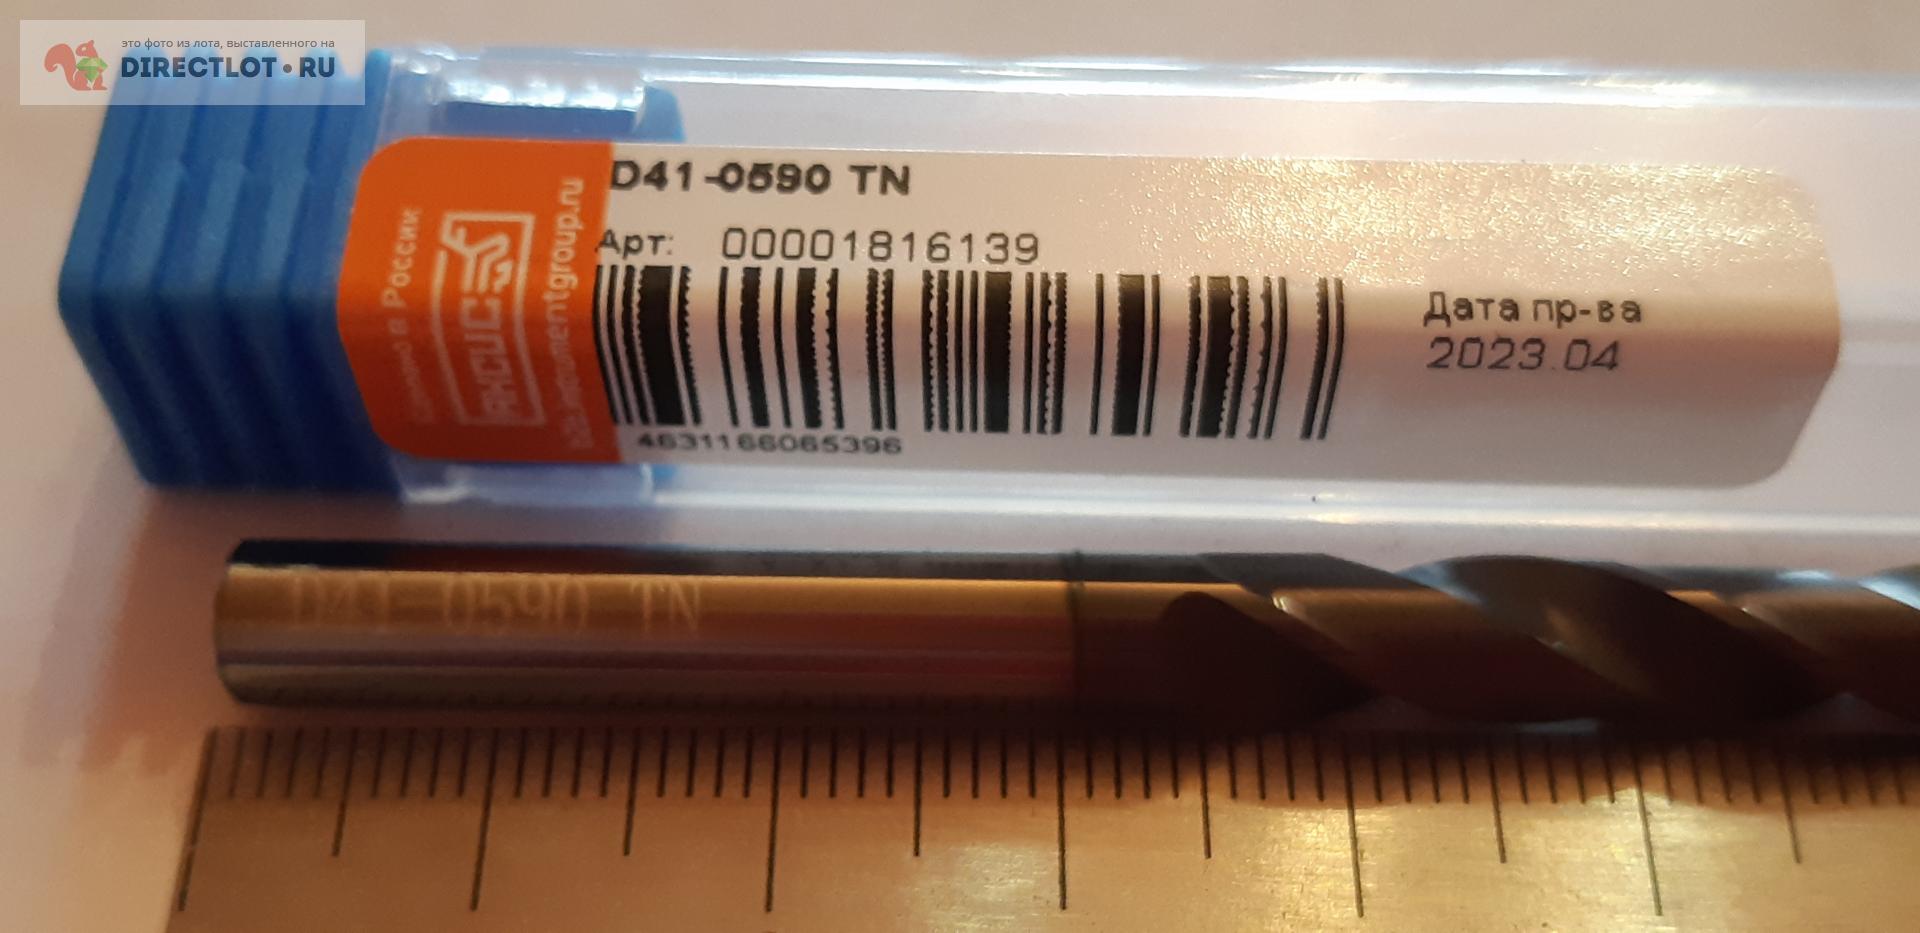 это фото из лота, выставленного на
DIRECTLOT•RU
D41-0590 TN
Арт: 00001816139
4631166065396
Дата пр-ва
2023.04
в России
АКСИС
D41-0590 TN